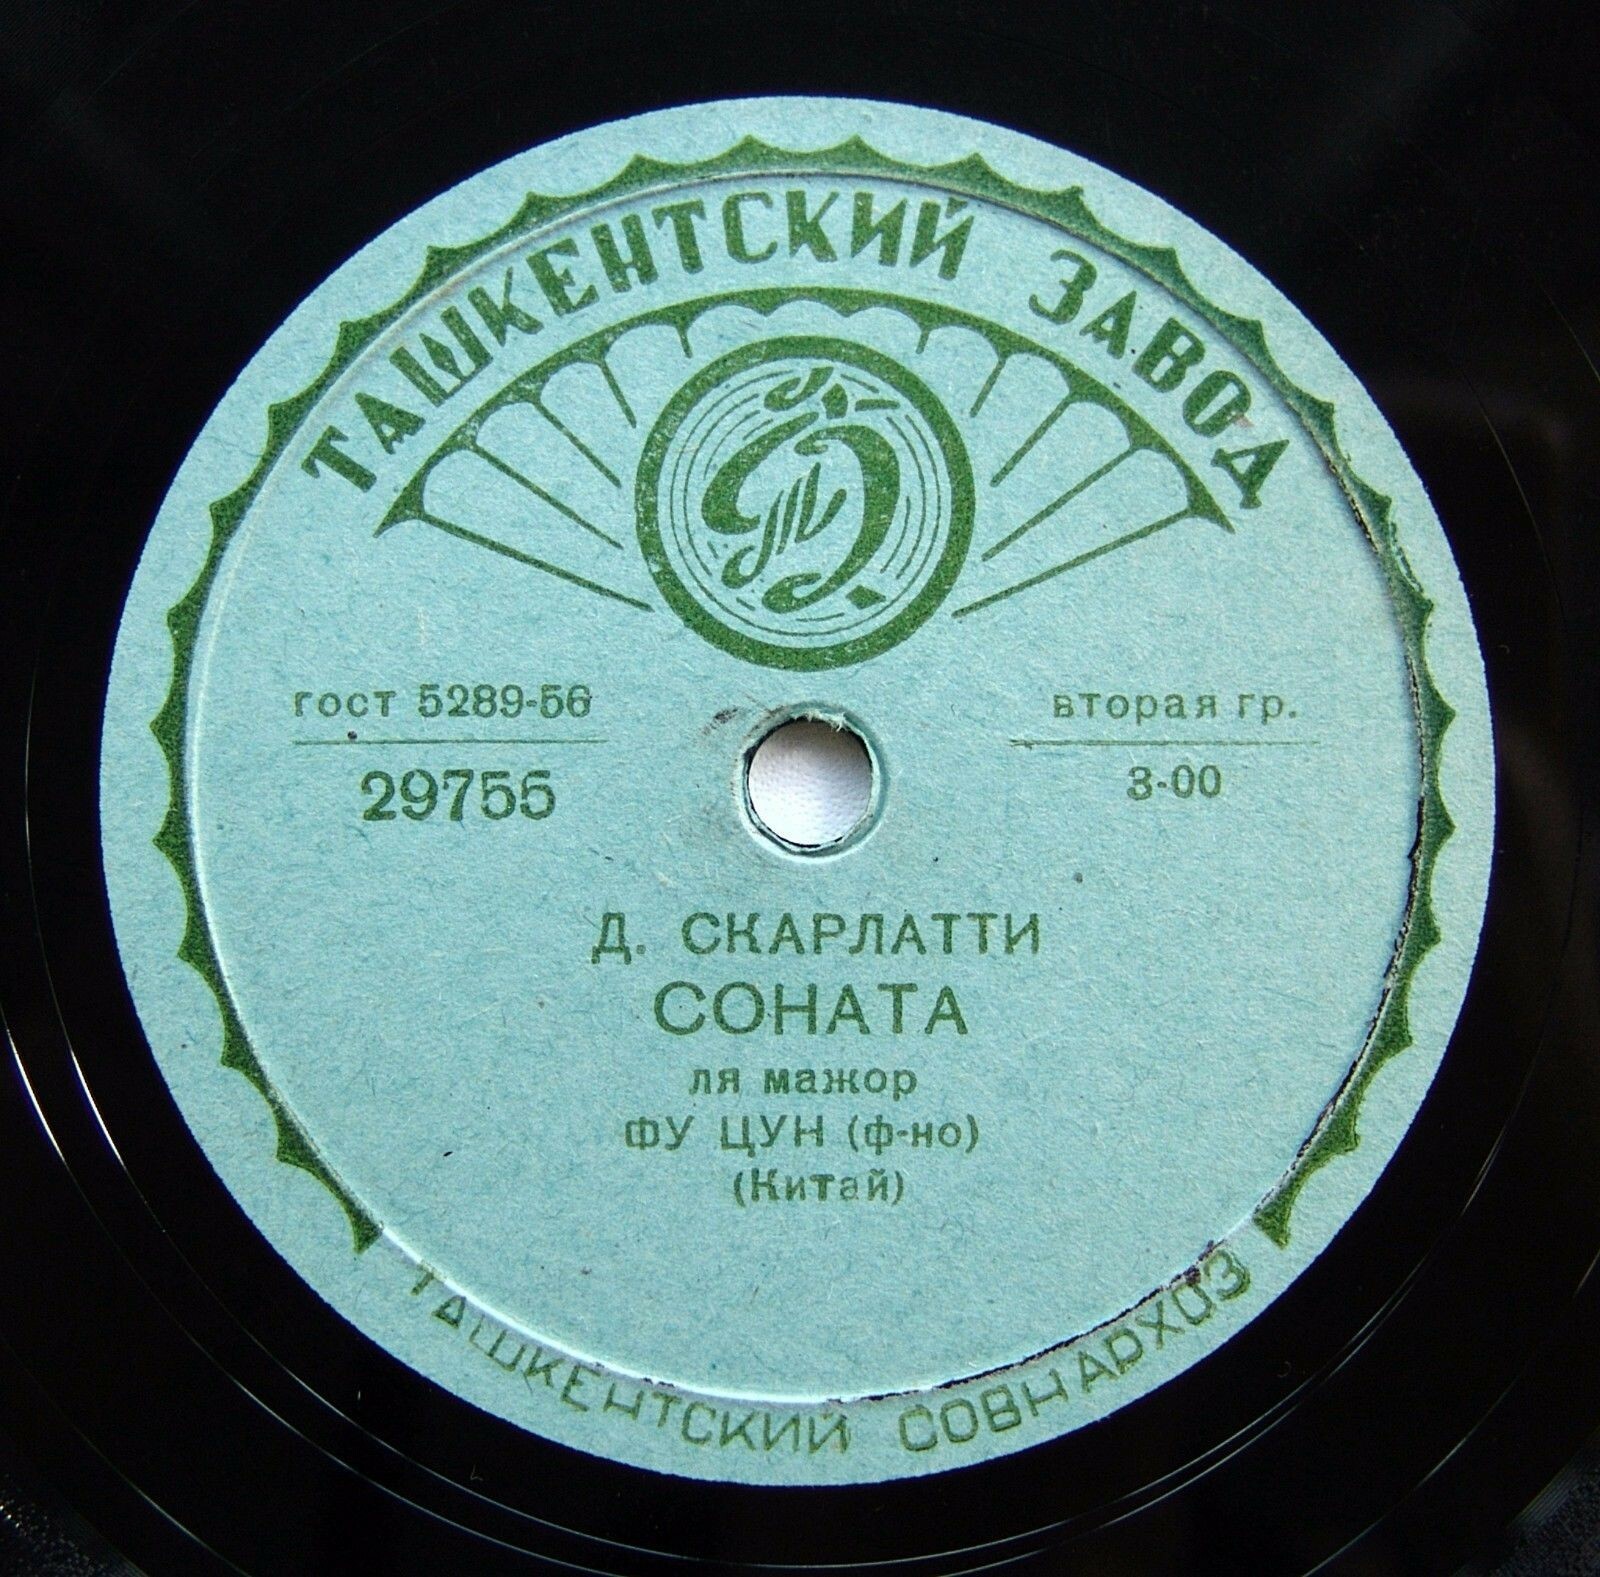 ТАШКЕНТСКИЙ ЗАВОД
гост 5289-56
вторая гр.
29755
3-00
Д. СКАРЛАТТИ
СОНАТА
ля мажор
ФУ ЦУН (ф-но)
(Китай)
ТАШКЕНТСКИЙ СОВНАРХОЗ